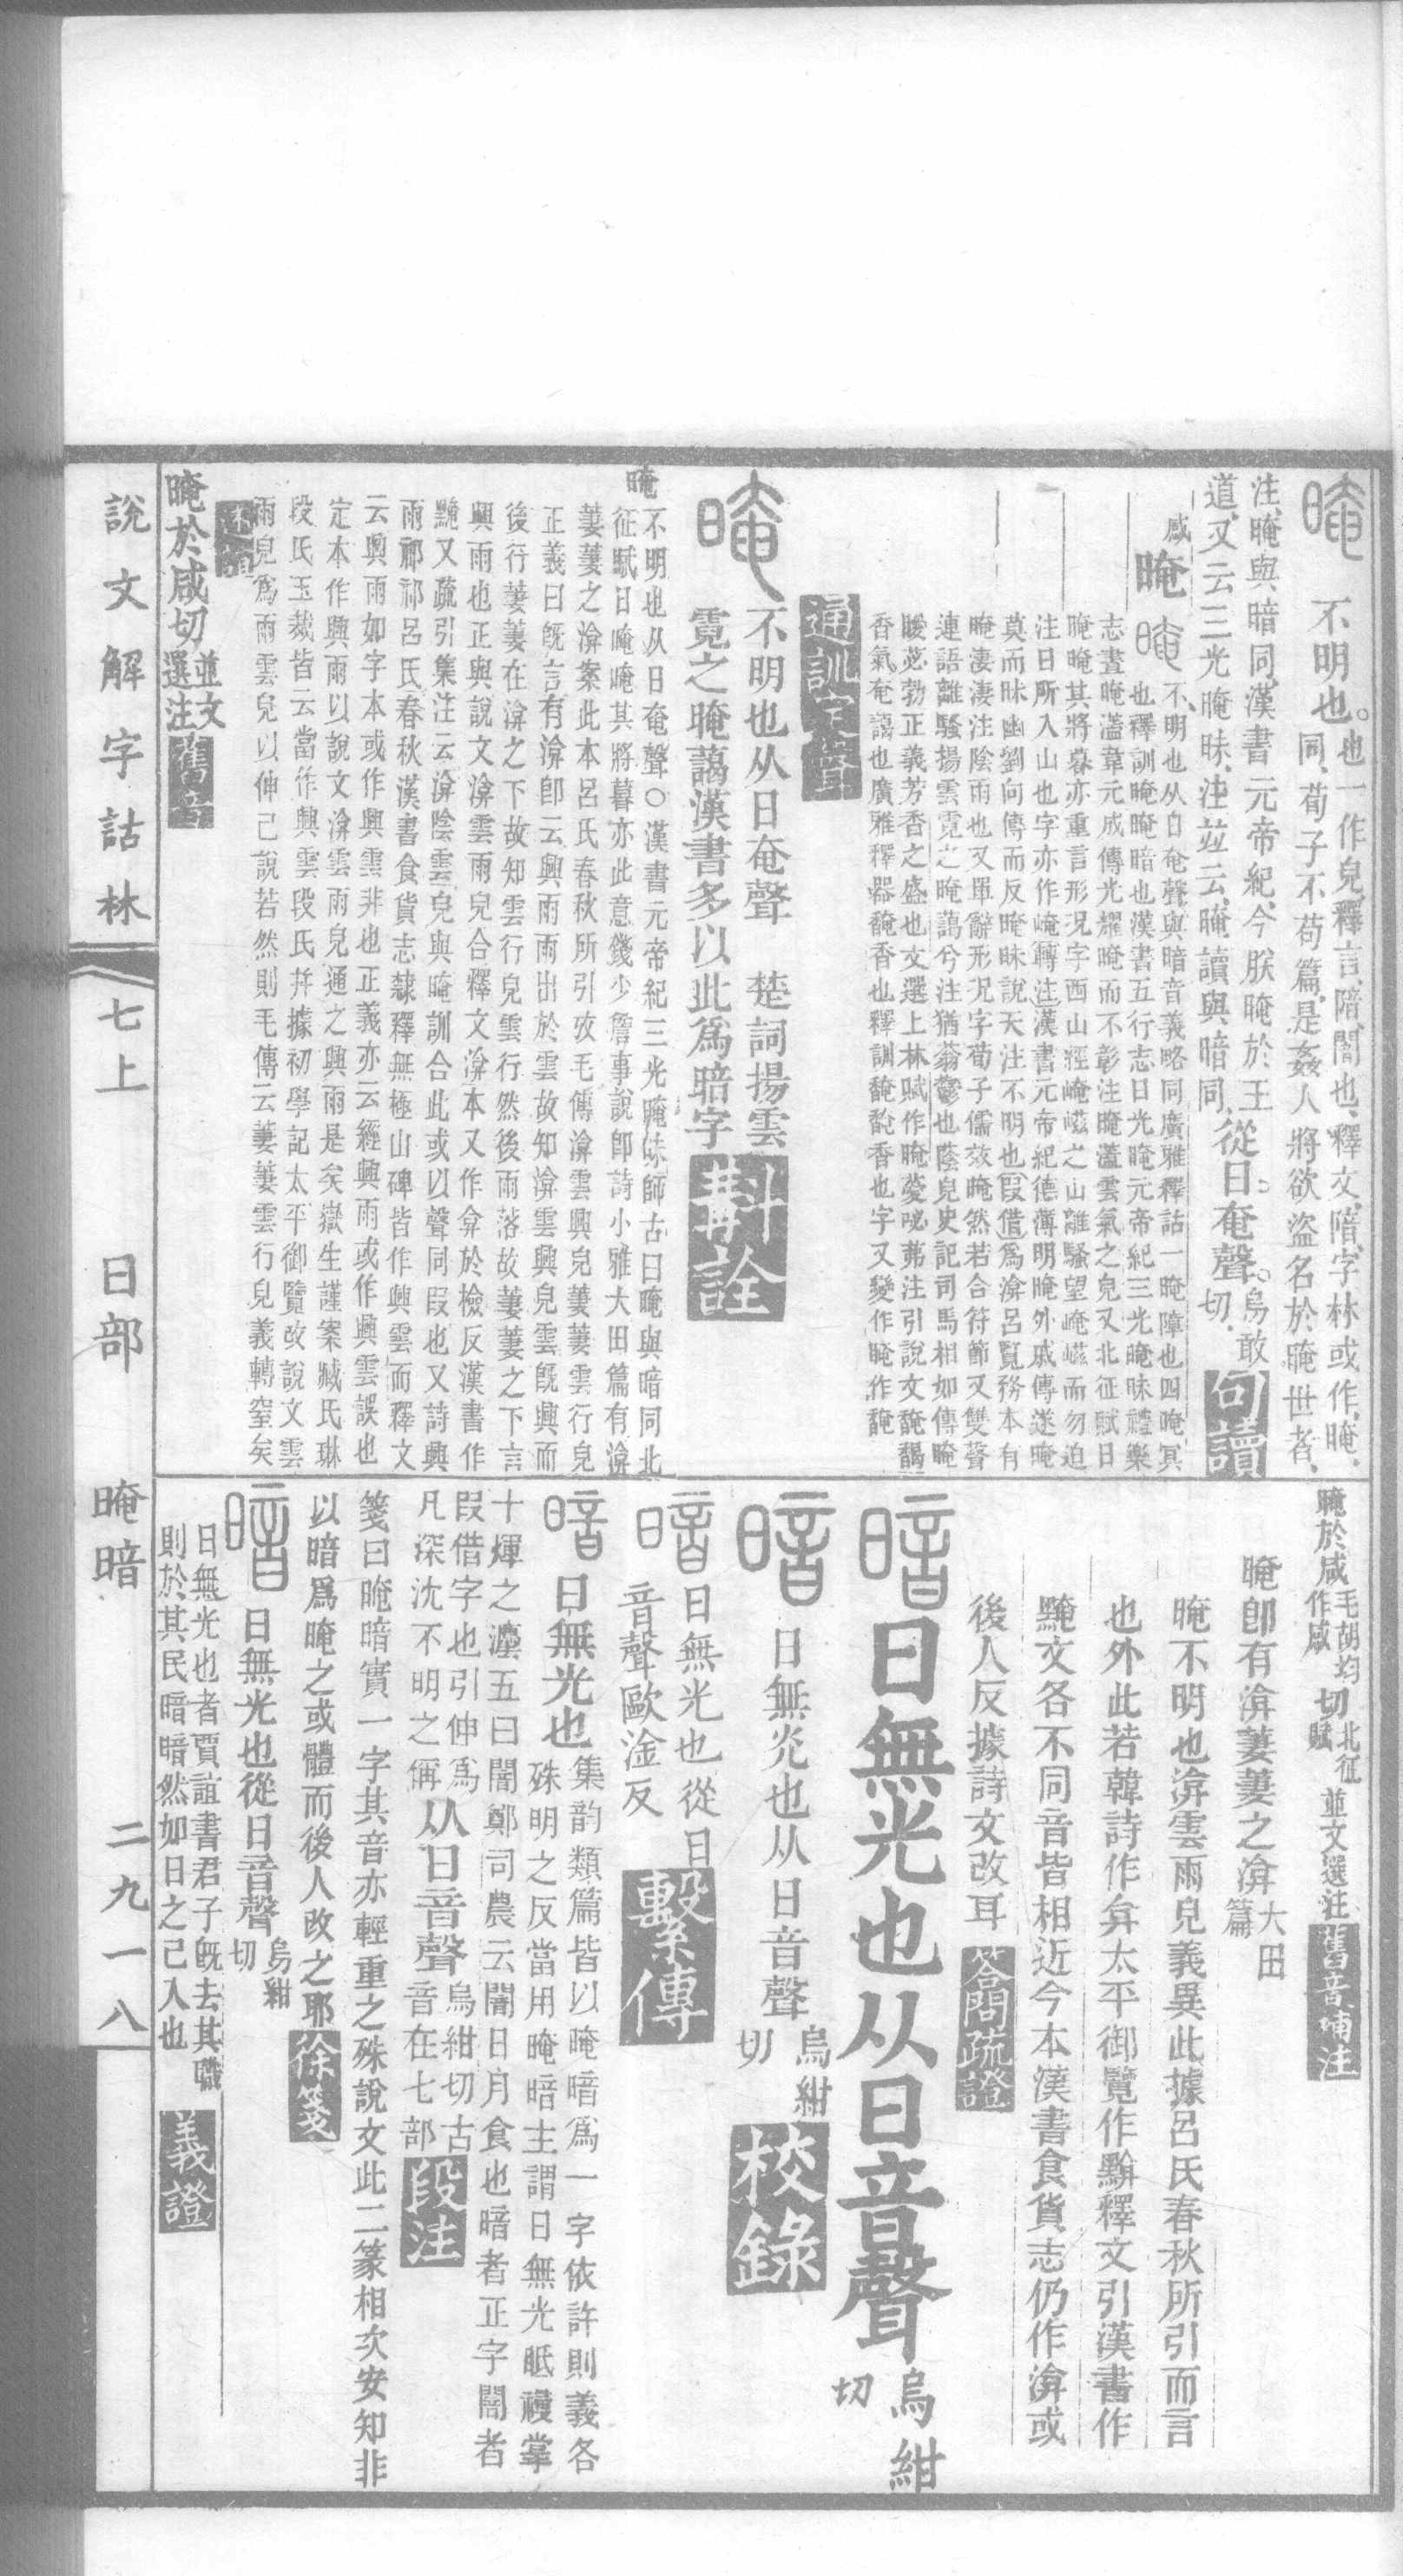 晻
不明也
也一作皃釋言陪闇也釋文陪字林或作晻
同荀子不苟篇是姦人將欲盜名於晻世者
注晻與暗同漢書元帝紀今朕晻於王
道又云三光晻昧注竝云晻讀與暗同
從日奄聲
烏敢
切
句讀
咸
晻
晻
不明也从日奄聲與暗音義略同廣雅釋詁一晻障也四晻冥
也釋訓晻晻暗也漢書五行志日光晻元帝紀三光晻昧禮樂
志晝晻濫韋元成傳光耀晻而不彰注晻濫雲氣之皃又北征賦日
晻晻其將暮亦重言形況字西山經崦嵫之山離騷望崦嵫而勿迫
注日所入山也字亦作崦轉注漢書元帝紀德薄明晻外戚傳遂晻
莫而昧幽劉向傳而反晻昧說天注不明也叚借爲渰呂覽務本有
晻淒淒注陰雨也又單辭形況字荀子儒效晻然若合符節又雙聲
連語離騷揚雲霓之晻藹兮注猶蓊鬱也蔭皃史記司馬相如傳晻
曖苾勃正義芳香之盛也文選上林賦作晻薆咇茀注引說文馣馤
香氣奄藹也廣雅釋器馣香也釋訓馣馣香也字又變作晻作馣
通訓定聲
晻
不明也从日奄聲　楚詞揚雲
霓之晻藹漢書多以此爲暗字
斠詮
晻
不明也从日奄聲○漢書元帝紀三光晻昧師古曰晻與暗同北
征賦日晻晻其將暮亦此意錢少詹事說卽詩小雅大田篇有渰
萋萋之渰案此本呂氏春秋所引攷毛傳渰雲興皃萋萋雲行皃
正義曰旣言有渰卽云興雨雨出於雲故知渰雲興皃雲旣興而
後行萋萋在渰之下故知雲行皃雲行然後雨落故萋萋之下言
興雨也正與說文渰雲雨皃合釋文渰本又作弇於檢反漢書作
黤又疏引集注云渰陰雲皃與晻訓合此或以聲同叚也又詩興
雨祁祁呂氏春秋漢書食貨志隸釋無極山碑皆作興雲而釋文
云興雨如字本或作興雲非也正義亦云經興雨或作興雲誤也
定本作興雨以說文渰雲雨皃通之興雨是矣嶽生謹案臧氏琳
段氏玉裁皆云當作興雲段氏幷據初學記太平御覽改說文雲
雨皃爲雨雲皃以伸己說若然則毛傳云萋萋雲行皃義轉窒矣
述誼
晻於咸切
並文
選注
舊音
晻於咸
毛胡均
作咸
切
北征
賦
並文選注
舊音補注
晻卽有渰萋萋之渰
大田
篇
晻不明也渰雲雨皃義異此據呂氏春秋所引而言
也外此若韓詩作弇太平御覽作黭釋文引漢書作
黤文各不同音皆相近今本漢書食貨志仍作渰或
後人反據詩文改耳
答問疏證
暗
日無光也从日音聲
烏紺
切
暗
日無光也从日音聲
烏紺
切
校錄
暗
日無光也從日
音聲歐淦反
繫傳
暗
日無光也
集韵類篇皆以晻暗爲一字依許則義各
殊明之反當用晻暗主謂日無光眡祲掌
十煇之灋五曰闇鄭司農云闇日月食也暗者正字闇者
叚借字也引伸爲
凡深沈不明之偁
从日音聲
烏紺切古
音在七部
段注
箋曰晻暗實一字其音亦輕重之殊說文此二篆相次安知非
以暗爲晻之或體而後人改之耶
徐箋
暗
日無光也從日音聲
烏紺
切
日無光也者賈誼書君子旣去其職
則於其民暗暗然如日之已入也
義證
說文解字詁林
七上
日部
晻暗
二九一八